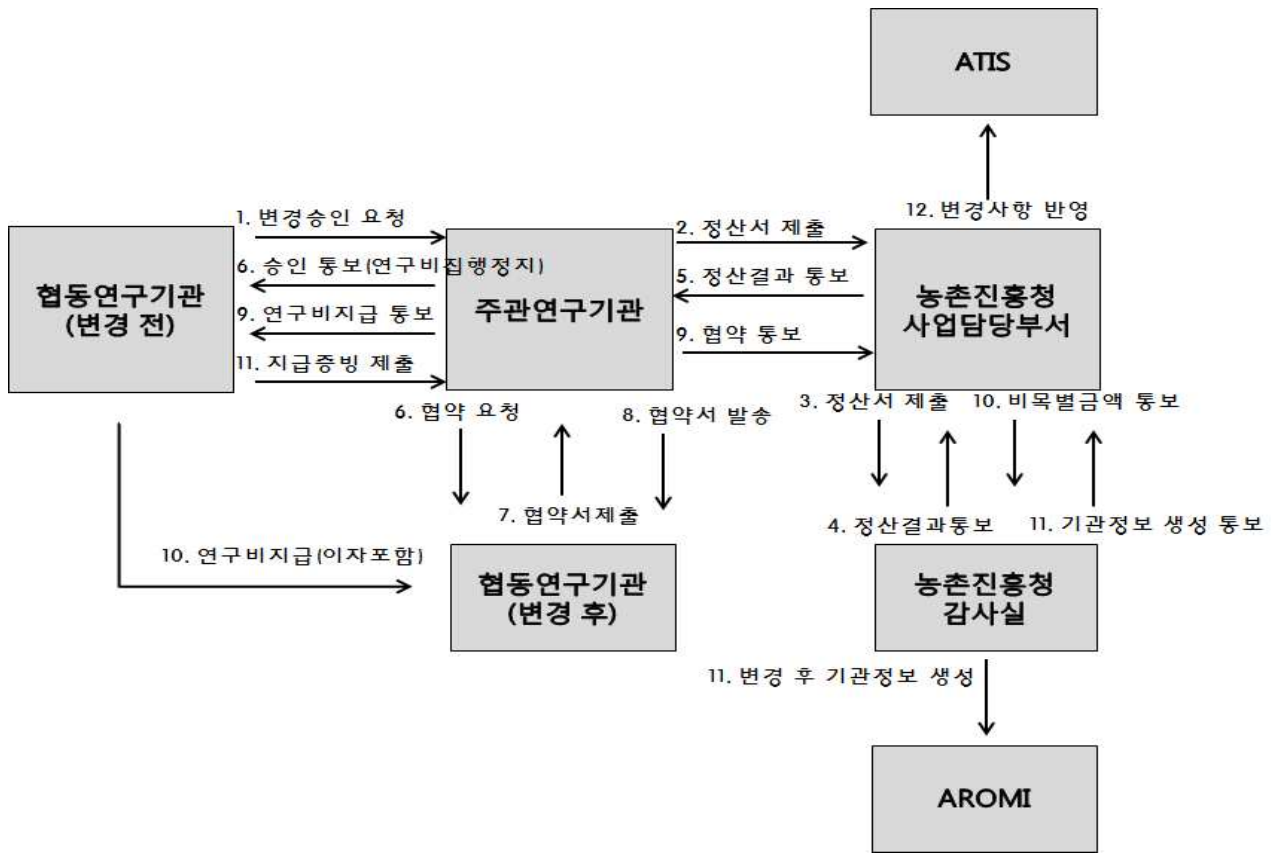 ATIS
12. 변경사항 반영
1. 변경승인 요청
2. 정산서 제출
6. 승인 통보(연구비집행정지)
5. 정산결과 통보
협동연구기관
(변경 전)
주관연구기관
농촌진흥청
사업담당부서
9. 연구비지급 통보
9. 협약 통보
11. 지급증빙 제출
6. 협약 요청
8. 협약서 발송
3. 정산서 제출
10. 비목별금액 통보
7. 협약서제출
4. 정산결과통보
11. 기관정보 생성 통보
10. 연구비지급(이자포함)
협동연구기관
(변경 후)
농촌진흥청
감사실
11. 변경 후 기관정보 생성
AROMI